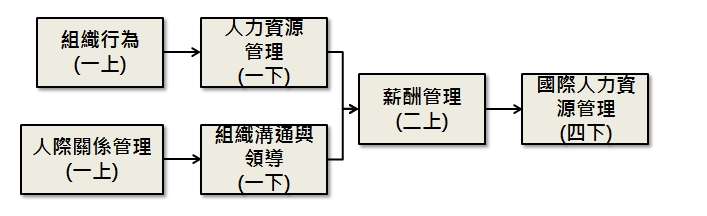 組織行為
(一上)
人力資源
管理
(一下)
人際關係管理
(一上)
組織溝通與
領導
(一下)
薪酬管理
(二上)
國際人力資
源管理
(四下)